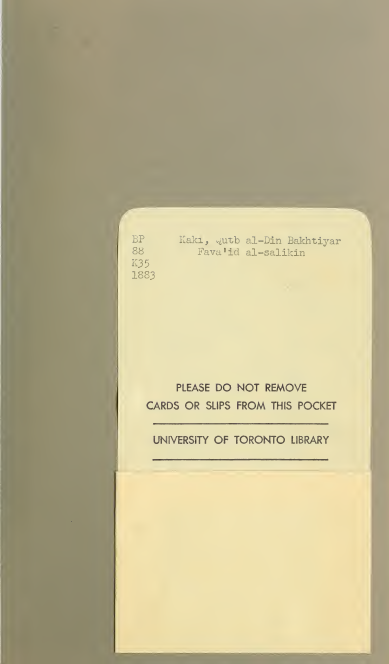 BP Kaki, Qutb al-Din Bakhtiyar
88 Fava'id al-salikin
K35
1883
PLEASE DO NOT REMOVE
CARDS OR SLIPS FROM THIS POCKET
UNIVERSITY OF TORONTO LIBRARY